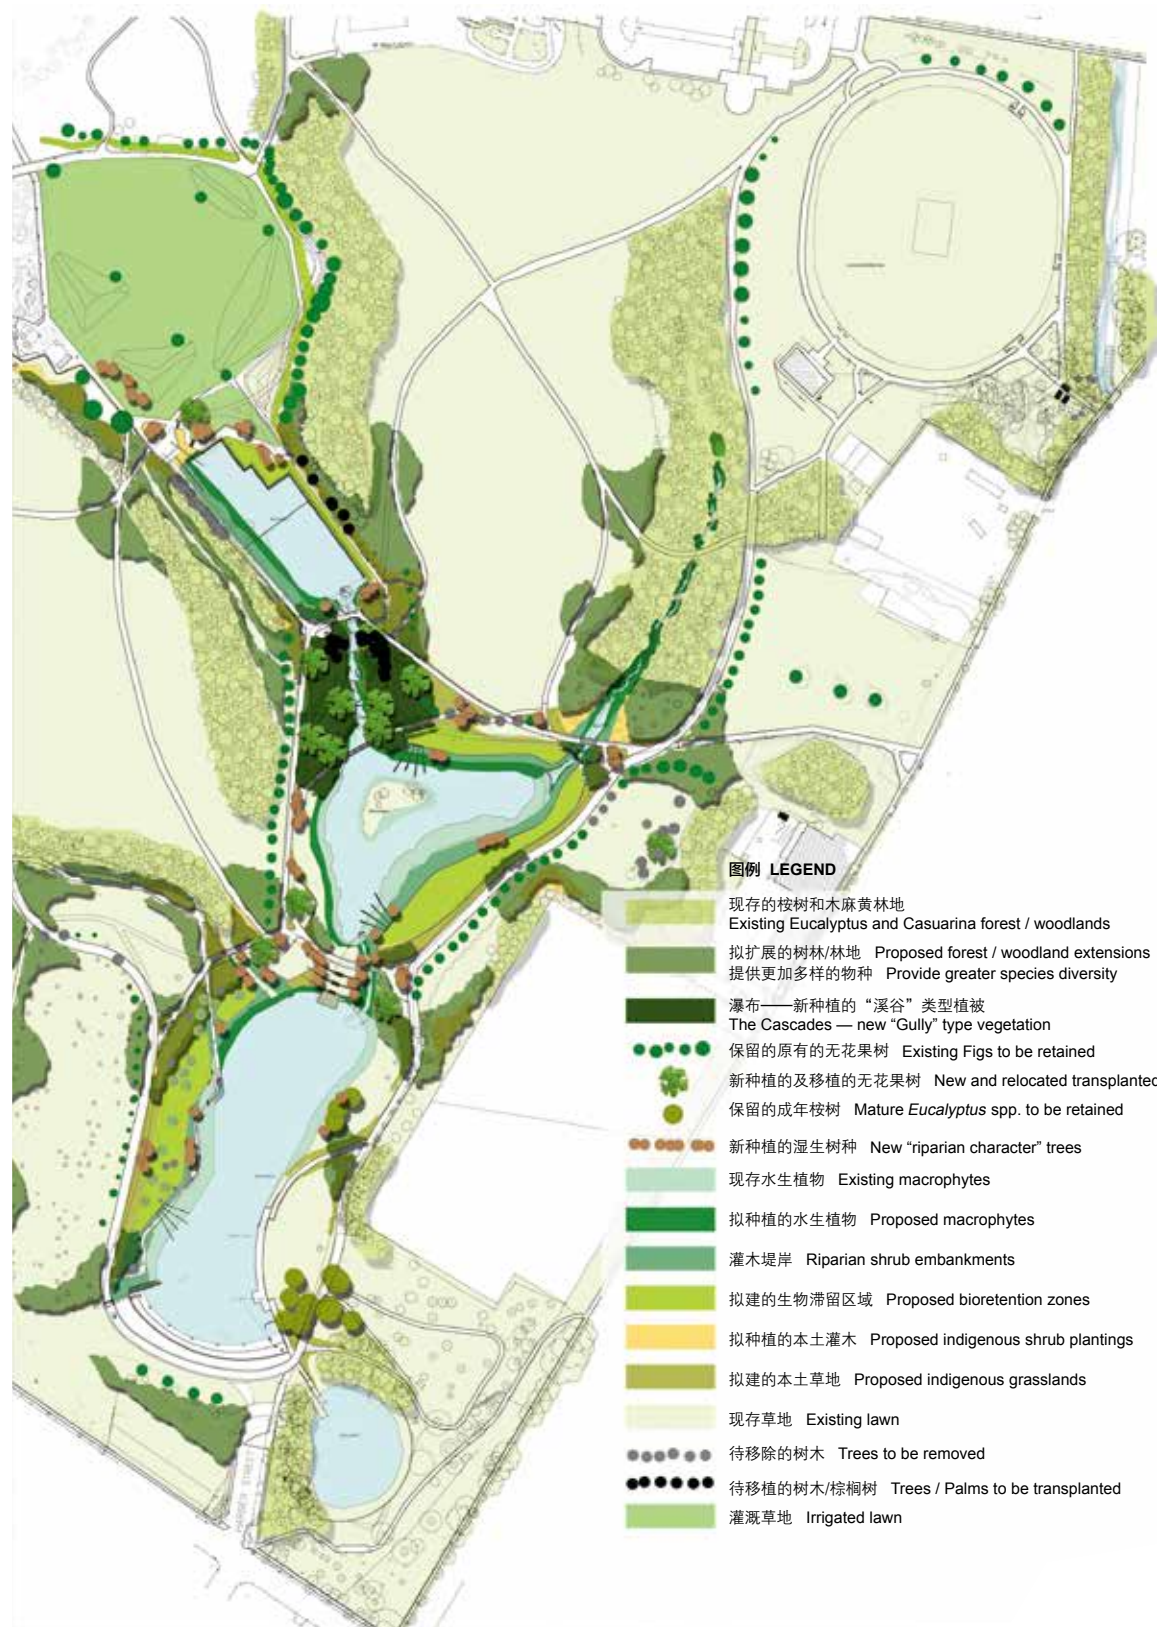 图例 LEGEND
现存的桉树和木麻黄林地
Existing Eucalyptus and Casuarina forest / woodlands
拟扩展的树林/林地 Proposed forest / woodland extensions
提供更加多样的物种 Provide greater species diversity
瀑布——新种植的“溪谷”类型植被
The Cascades — new “Gully” type vegetation
保留的原有的无花果树 Existing Figs to be retained
新种植的及移植的无花果树 New and relocated transplanted
保留的成年桉树 Mature Eucalyptus spp. to be retained
新种植的湿生树种 New “riparian character” trees
现存水生植物 Existing macrophytes
拟种植的水生植物 Proposed macrophytes
灌木堤岸 Riparian shrub embankments
拟建的生物滞留区域 Proposed bioretention zones
拟种植的本土灌木 Proposed indigenous shrub plantings
拟建的本土草地 Proposed indigenous grasslands
现存草地 Existing lawn
待移除的树木 Trees to be removed
待移植的树木/棕榈树 Trees / Palms to be transplanted
灌溉草地 Irrigated lawn